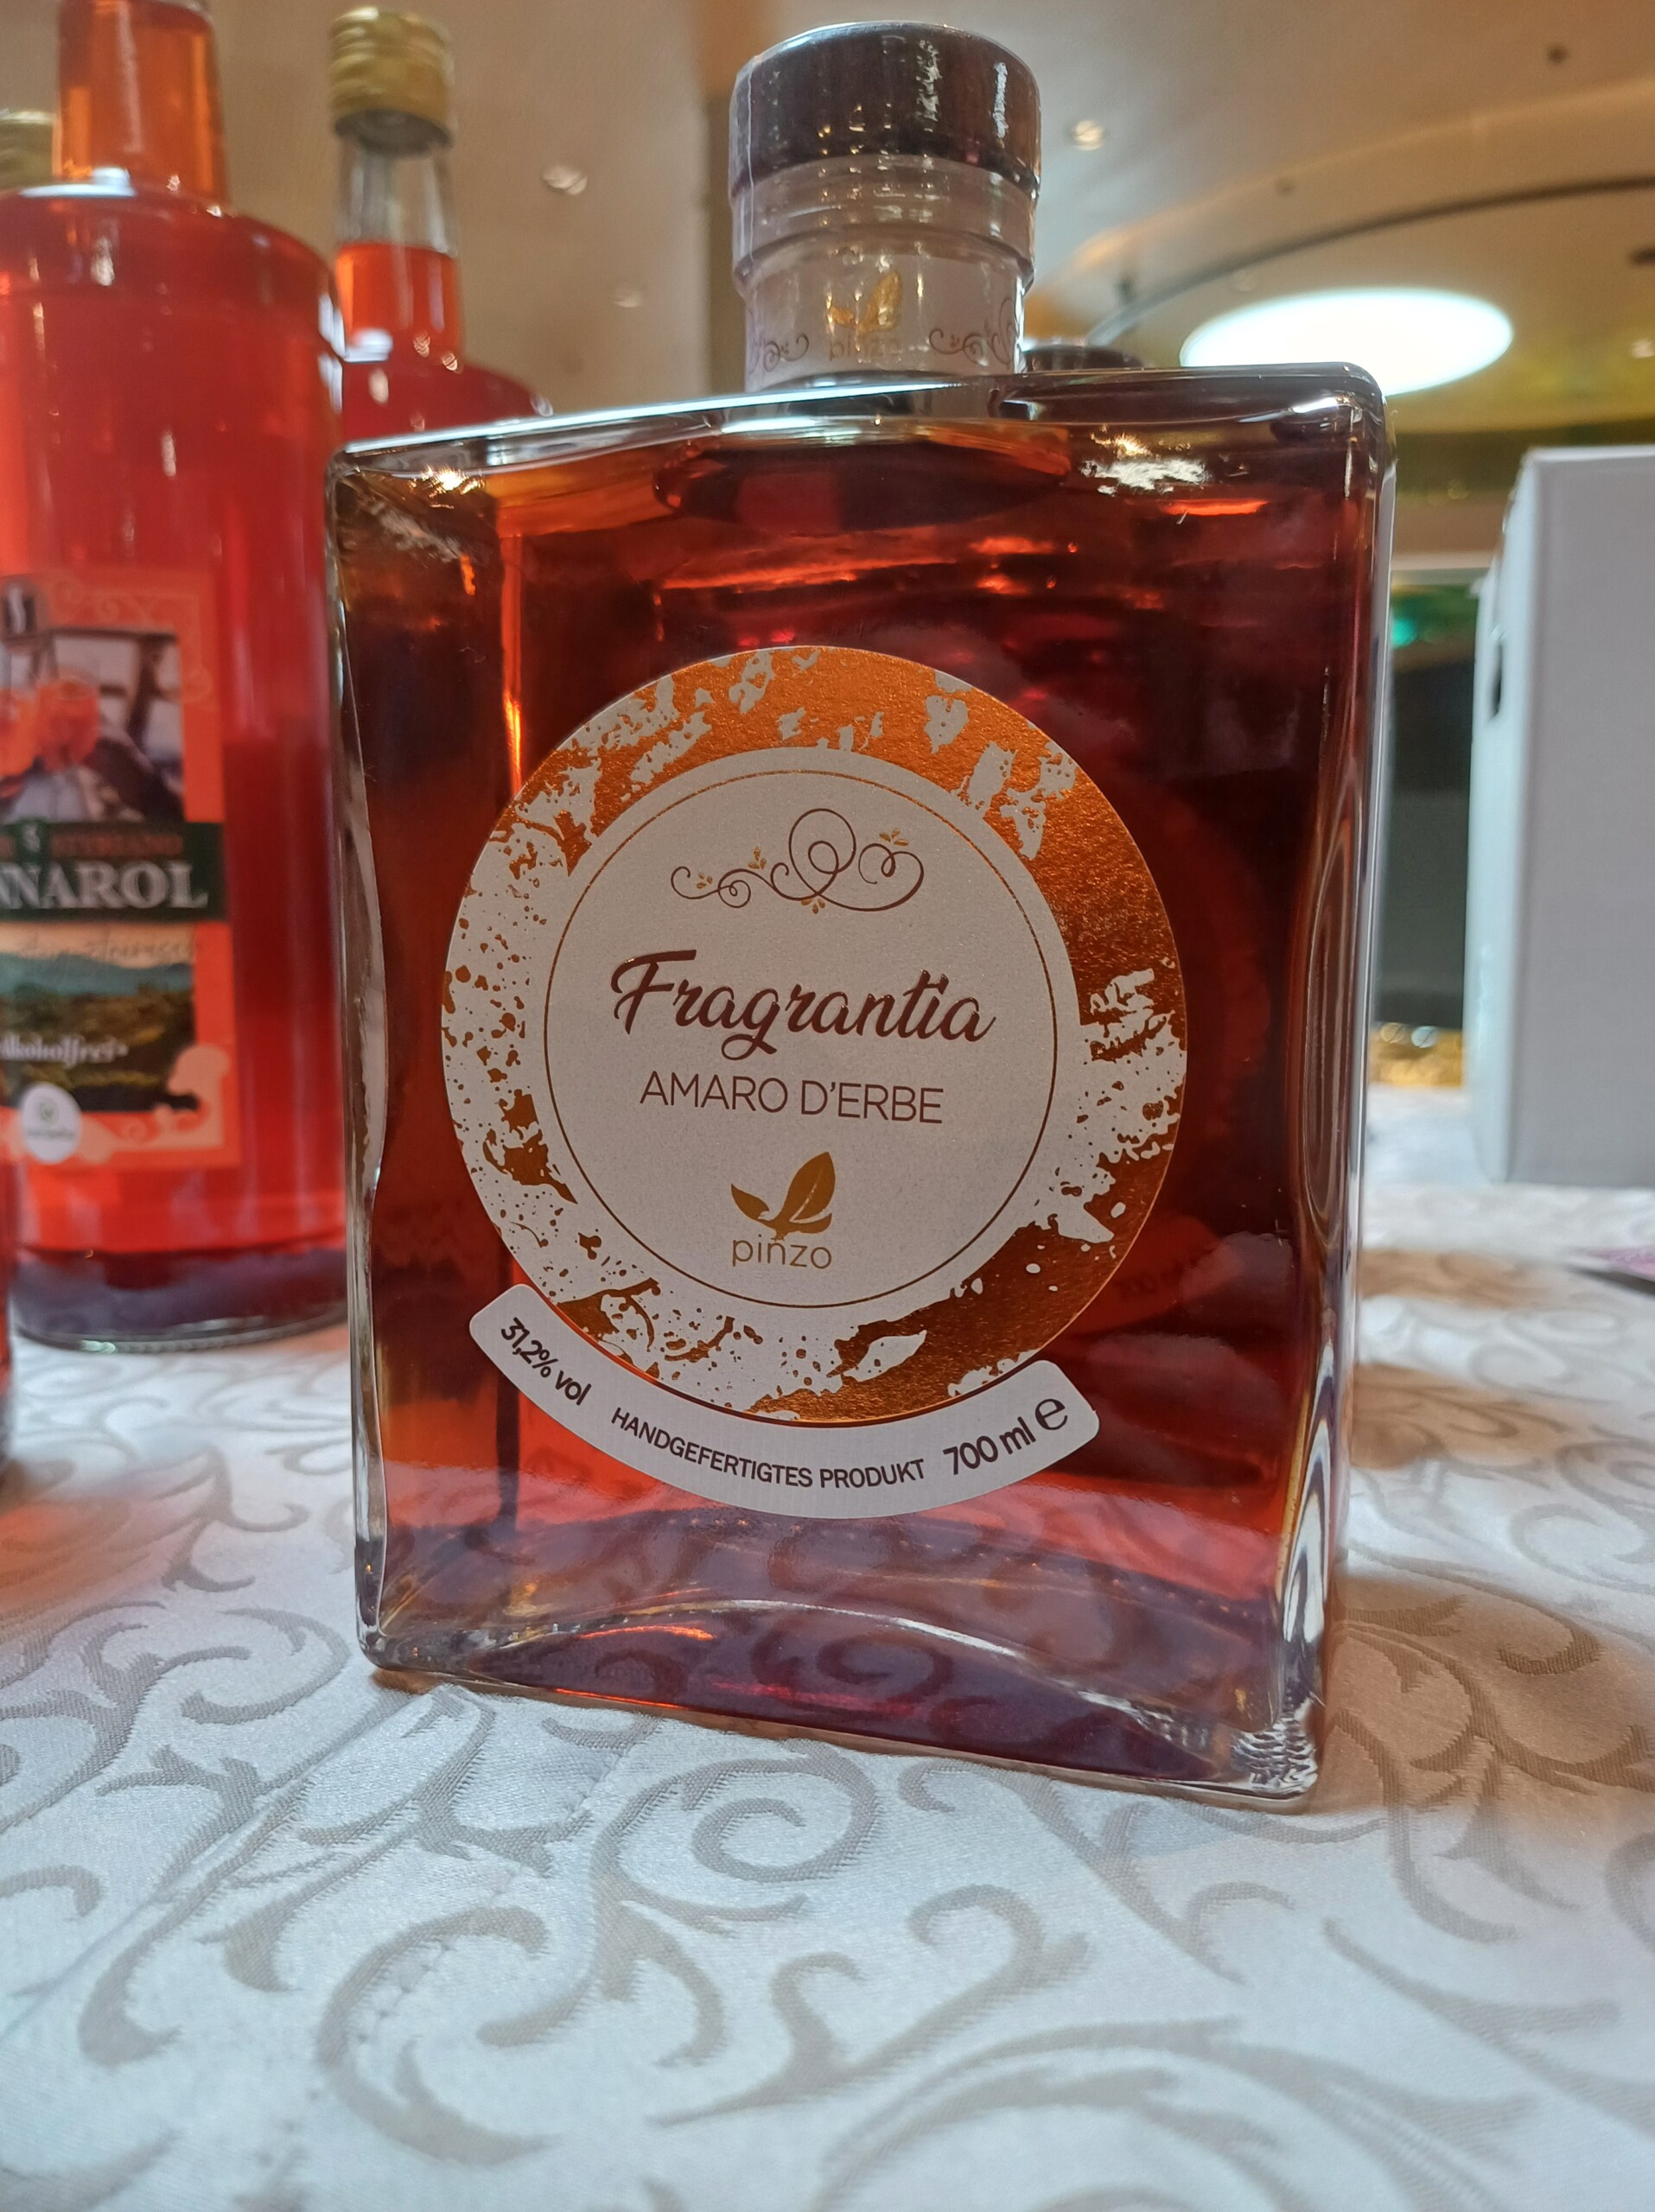 pinzo
Fragrantia
AMARO D'ERBE
pinzo
31,2% vol HANDGEFERTIGTES PRODUKT 700 ml ℮
NNAROL